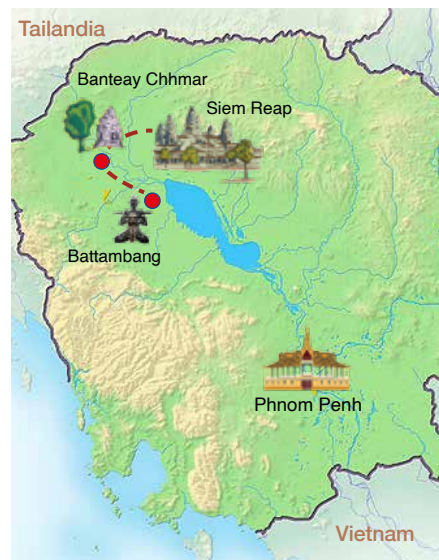 Tailandia
Banteay Chhmar
Siem Reap
Battambang
Phnom Penh
Vietnam